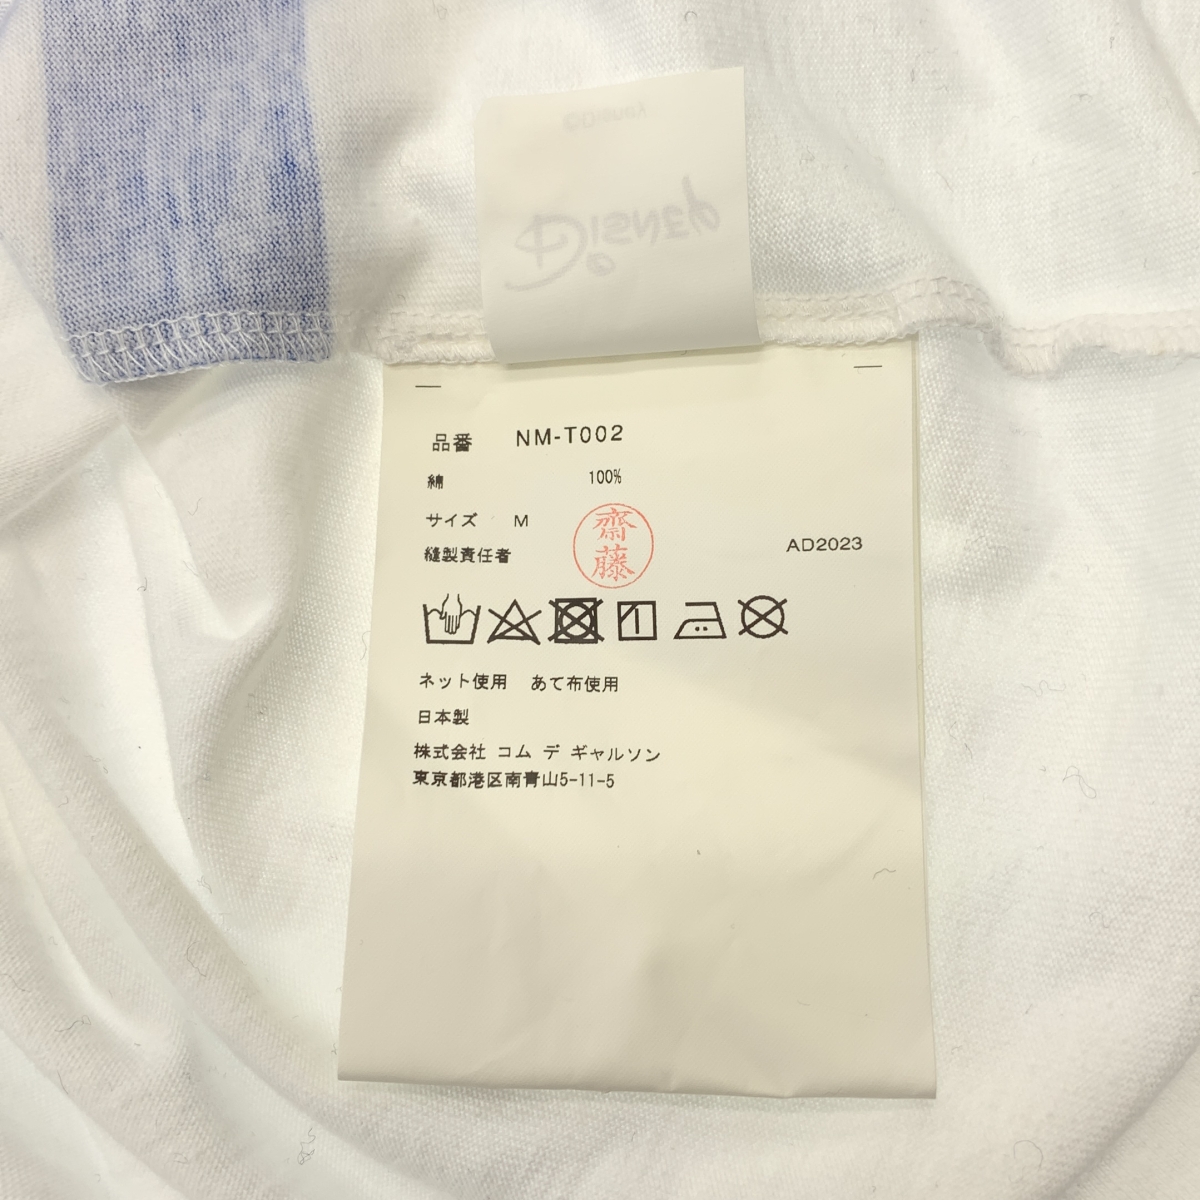 ©Disney
Disney
品番 NM-T002
綿 100%
サイズ M
齋藤
縫製責任者
AD2023
ネット使用 あて布使用
日本製
株式会社 コム デ ギャルソン
東京都港区南青山5-11-5